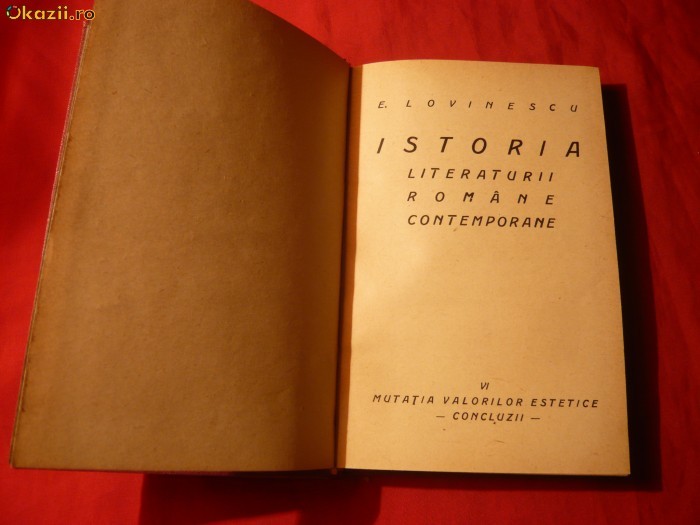 Okazii.ro
E. LOVINESCU
ISTORIA
LITERATURII
ROMÂNE
CONTEMPORANE
VI
MUTAȚIA VALORILOR ESTETICE
— CONCLUZII —